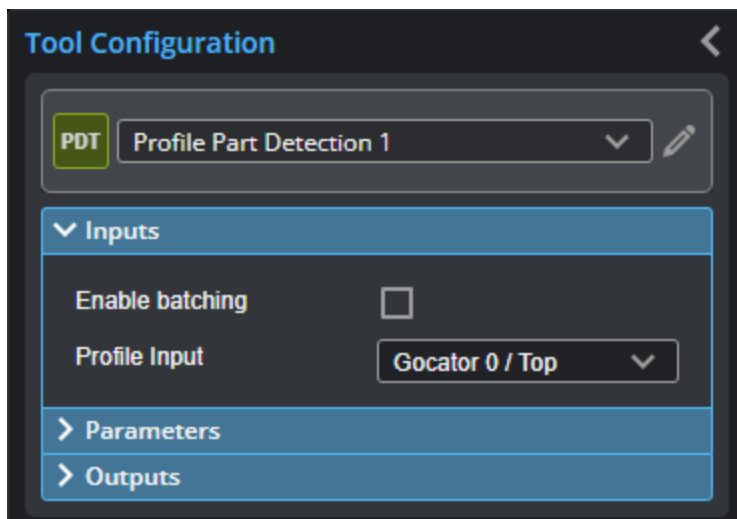 Tool Configuration
PDT Profile Part Detection 1
Inputs
Enable batching
Profile Input Gocator 0 / Top
Parameters
Outputs